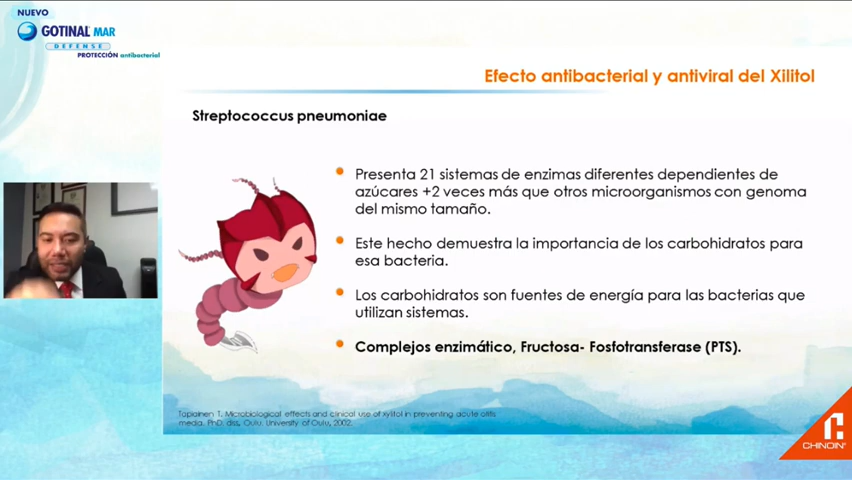 NUEVO
GOTINAL MAR
DEFENSE
PROTECCIÓN antibacterial
Efecto antibacterial y antiviral del Xilitol
Streptococcus pneumoniae
Presenta 21 sistemas de enzimas diferentes dependientes de
azúcares +2 veces más que otros microorganismos con genoma
del mismo tamaño.
Este hecho demuestra la importancia de los carbohidratos para
esa bacteria.
Los carbohidratos son fuentes de energía para las bacterias que
utilizan sistemas.
Complejos enzimático, Fructosa- Fosfotransferase (PTS).
Tapiainen T. Microbiological effects and clinical use of xylitol in preventing acute otitis
media. PhD. diss, Oulu: University of Oulu, 2002.
CHINOIN